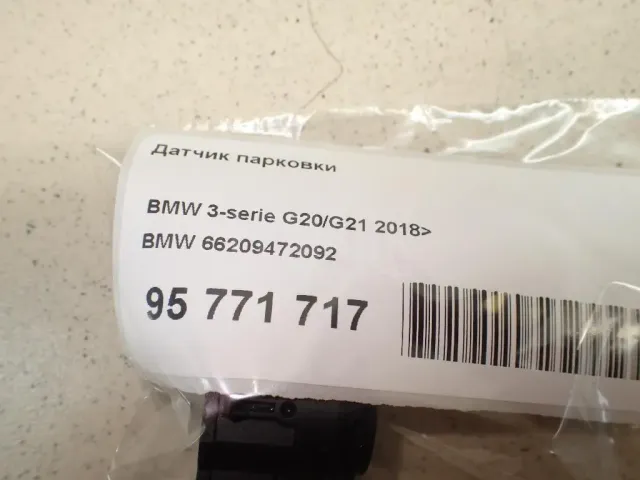 Датчик парковки
BMW 3-serie G20/G21 2018>
BMW 66209472092
95 771 717